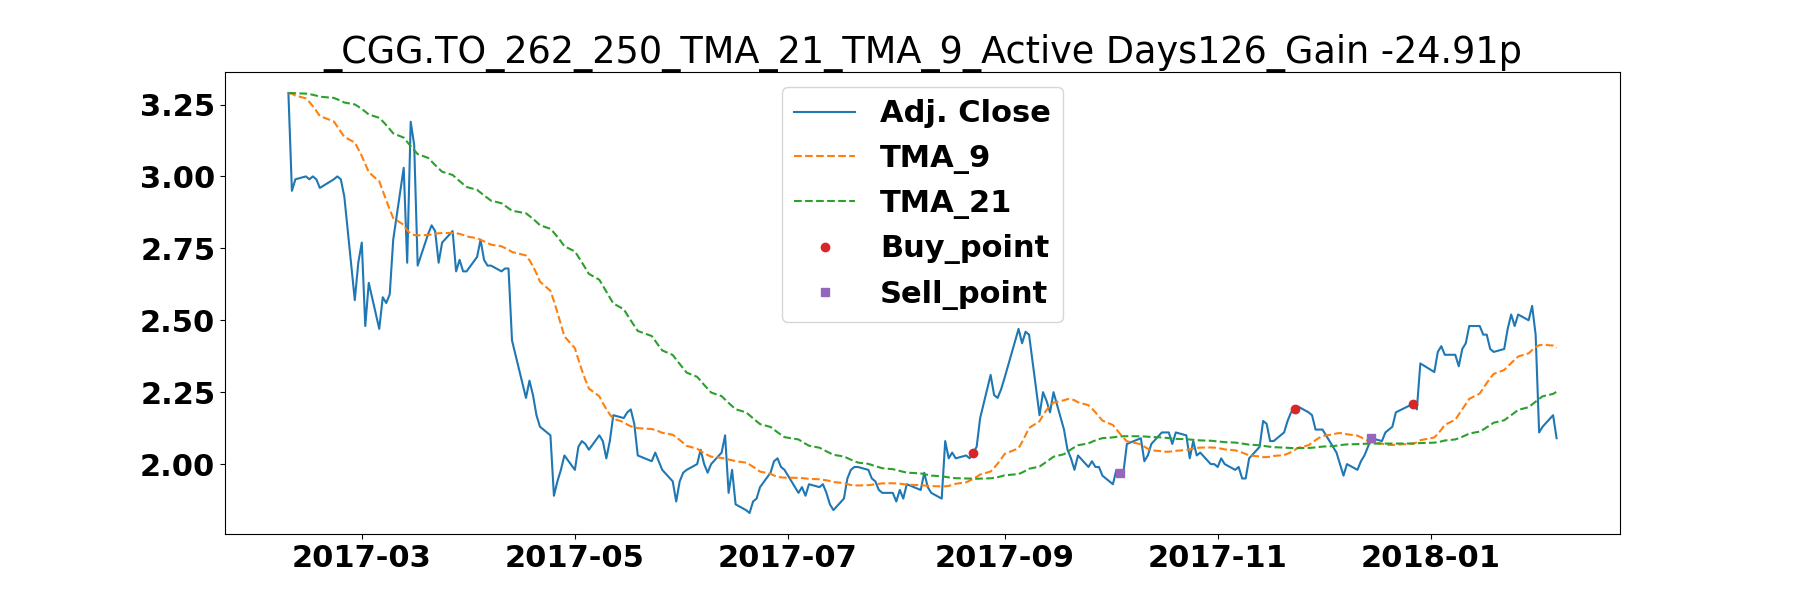 _CGG.TO_262_250_TMA_21_TMA_9_Active Days126_Gain -24.91p
3.25
3.00
2.75
2.50
2.25
2.00
Adj. Close
TMA_9
TMA_21
Buy_point
Sell_point
2017-03 2017-05 2017-07 2017-09 2017-11 2018-01